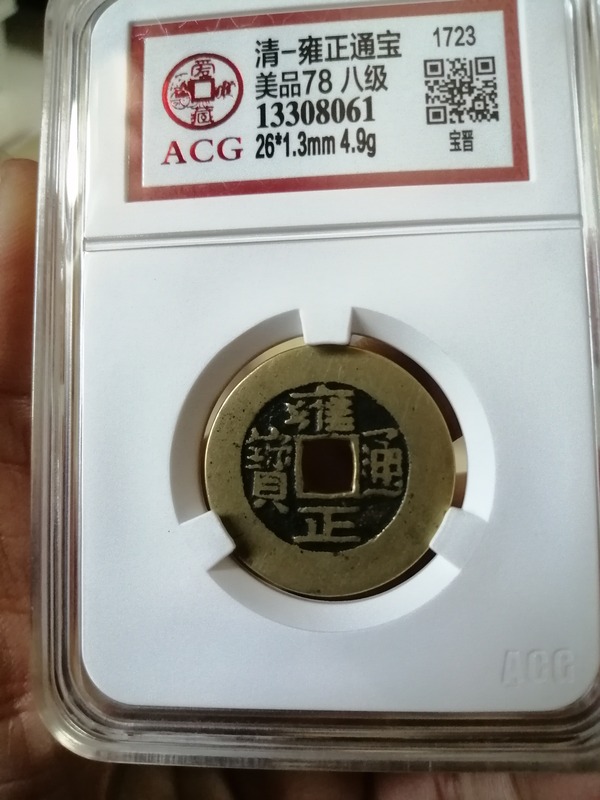 清-雍正通宝
美品78 八级
13308061
26*1.3mm 4.9g
1723
宝晋
爱藏
ACG
雍正通寳
ACG